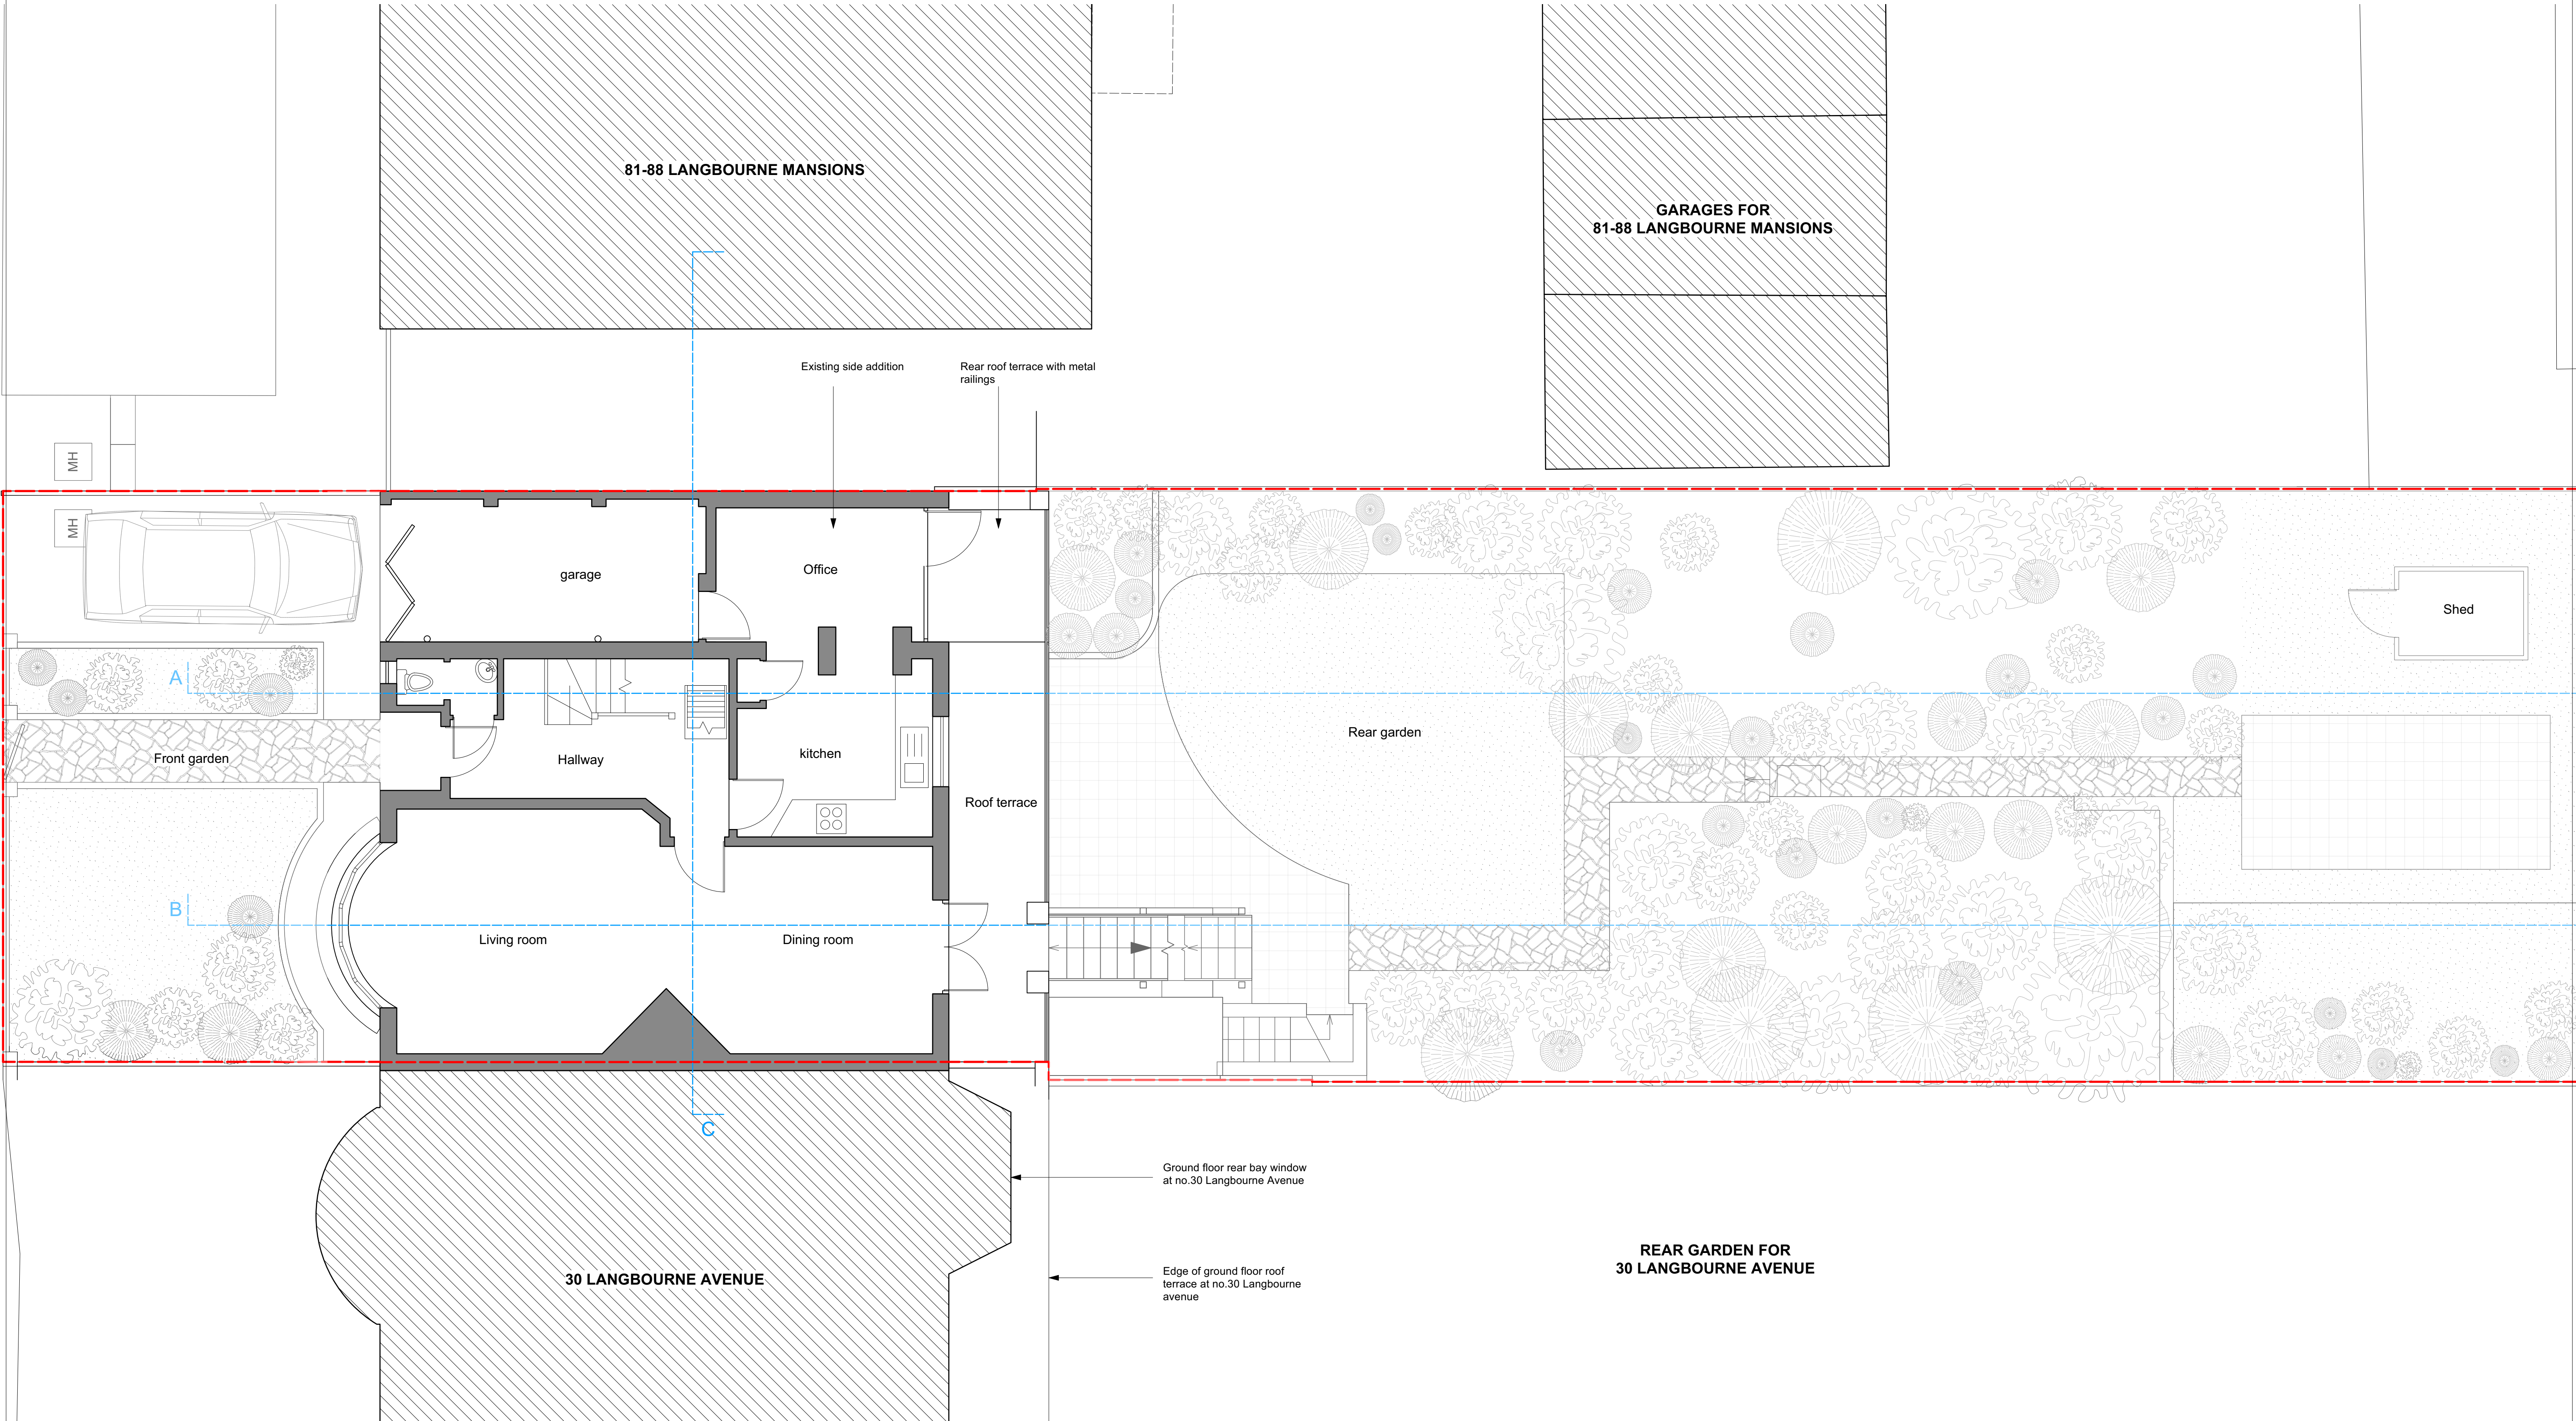 81-88 LANGBOURNE MANSIONS
GARAGES FOR
81-88 LANGBOURNE MANSIONS
Existing side addition
Rear roof terrace with metal
railings
MH
MH
garage
Office
Shed
A
Front garden
Hallway
kitchen
Roof terrace
Rear garden
B
Living room
Dining room
C
Ground floor rear bay window
at no.30 Langbourne Avenue
30 LANGBOURNE AVENUE
Edge of ground floor roof
terrace at no.30 Langbourne
avenue
REAR GARDEN FOR
30 LANGBOURNE AVENUE